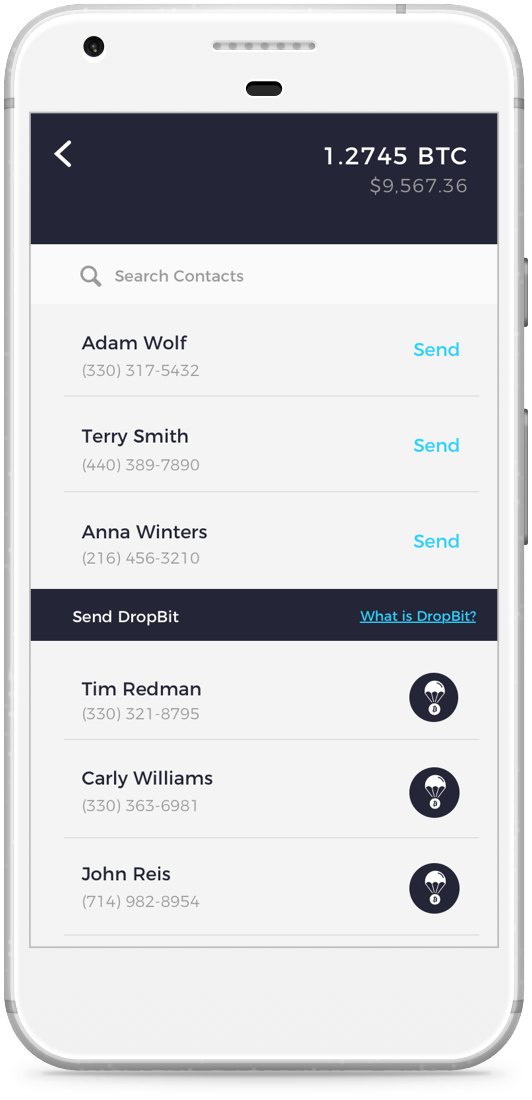 1.2745 BTC
$9,567.36
Search Contacts
Adam Wolf
Send
(330) 317-5432
Terry Smith
Send
(440) 389-7890
Anna Winters
Send
(216) 456-3210
Send DropBit
What is DropBit?
Tim Redman
(330) 321-8795
Carly Williams
(330) 363-6981
John Reis
(714) 982-8954